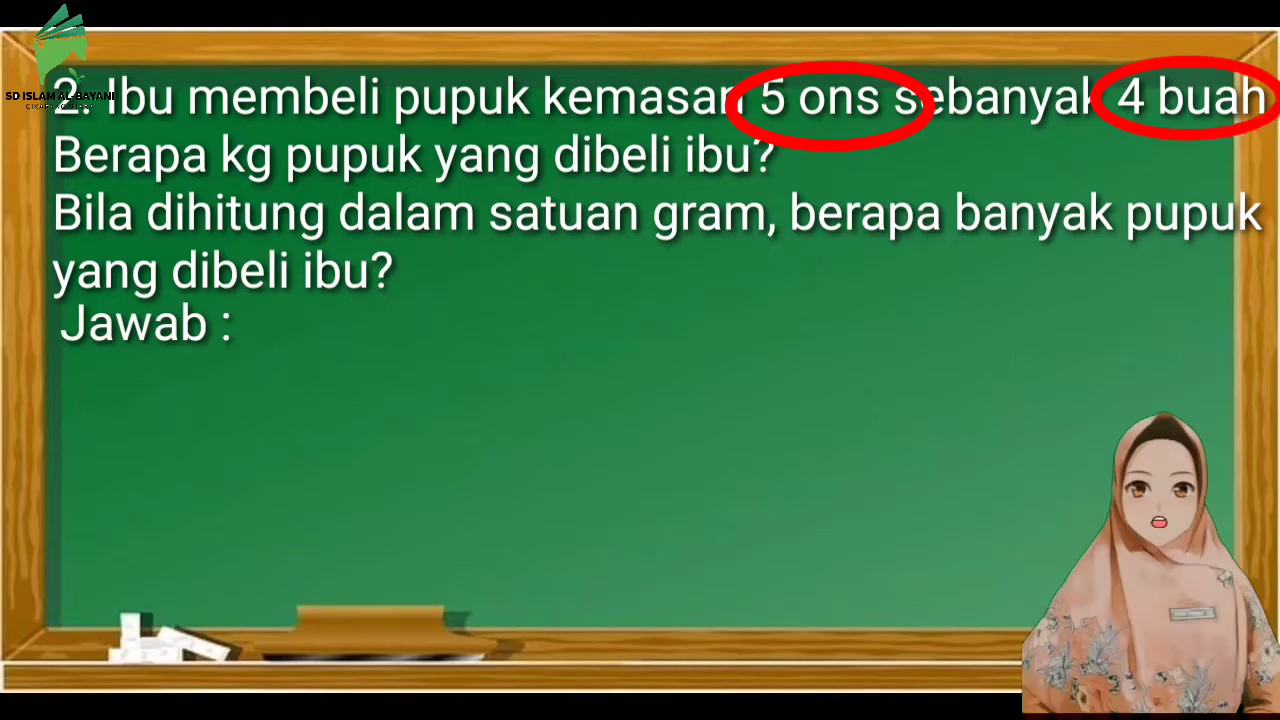 SD ISLAM AL-BAYANI
2. Ibu membeli pupuk kemasan 5 ons sebanyak 4 buah
Berapa kg pupuk yang dibeli ibu?
Bila dihitung dalam satuan gram, berapa banyak pupuk
yang dibeli ibu?
Jawab :